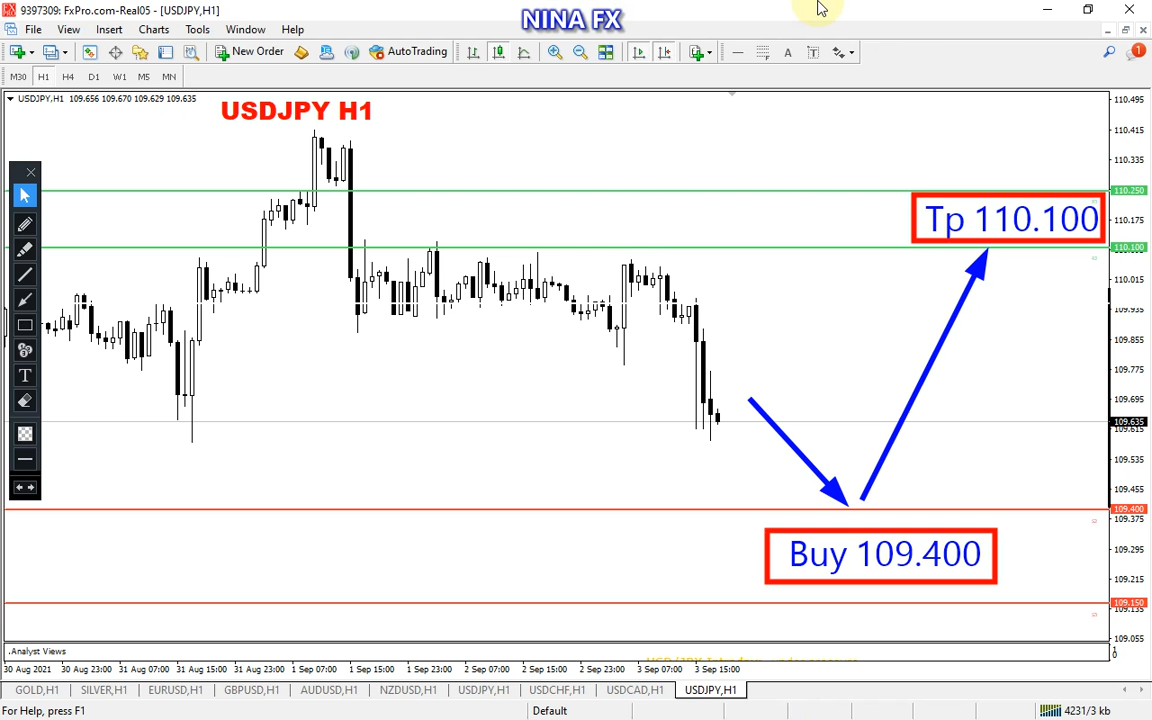 9397309: FxPro.com-Real05 - [USDJPY,H1]
NINA FX
File View Insert Charts Tools Window Help
New Order AutoTrading
1
M30 H1 H4 D1 W1 M5 MN
USDJPY,H1 109.656 109.670 109.629 109.635
USDJPY H1
110.495
110.415
110.335
110.250
Tp 110.100
110.175
110.100
110.015
109.935
109.855
109.775
109.695
109.635
109.615
109.535
109.455
109.400
109.375
Buy 109.400
109.295
109.215
109.150
109.135
109.055
.Analyst Views
1
0
30 Aug 2021 30 Aug 23:00 31 Aug 07:00 31 Aug 15:00 31 Aug 23:00 1 Sep 07:00 1 Sep 15:00 1 Sep 23:00 2 Sep 07:00 2 Sep 15:00 2 Sep 23:00 3 Sep 07:00 3 Sep 15:00
GOLD,H1 SILVER,H1 EURUSD,H1 GBPUSD,H1 AUDUSD,H1 NZDUSD,H1 USDJPY,H1 USDCHF,H1 USDCAD,H1 USDJPY,H1
For Help, press F1 Default 4231/3 kb